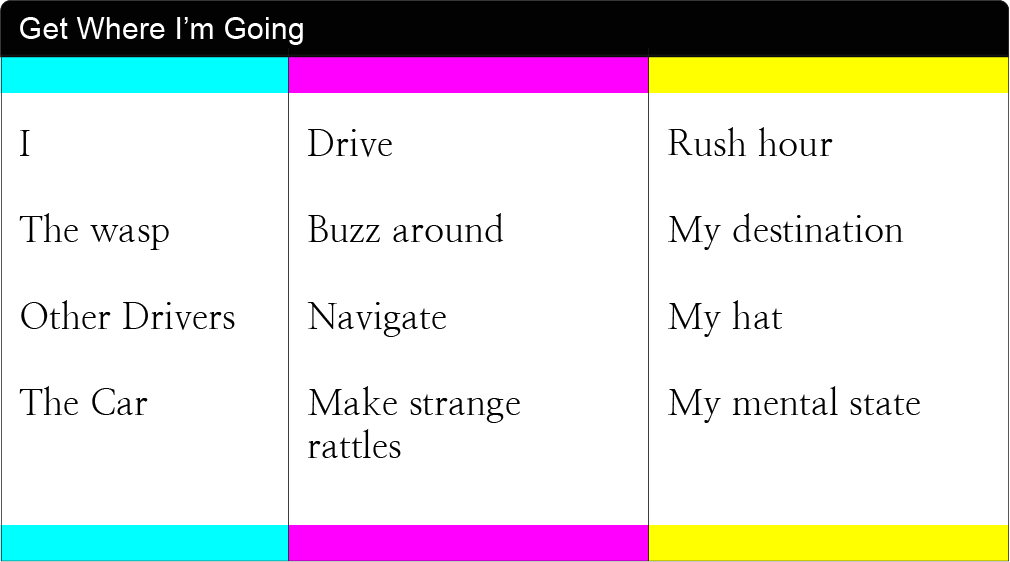 Get Where I’m Going
I
Drive
Rush hour
The wasp
Buzz around
My destination
Other Drivers
Navigate
My hat
The Car
Make strange
rattles
My mental state